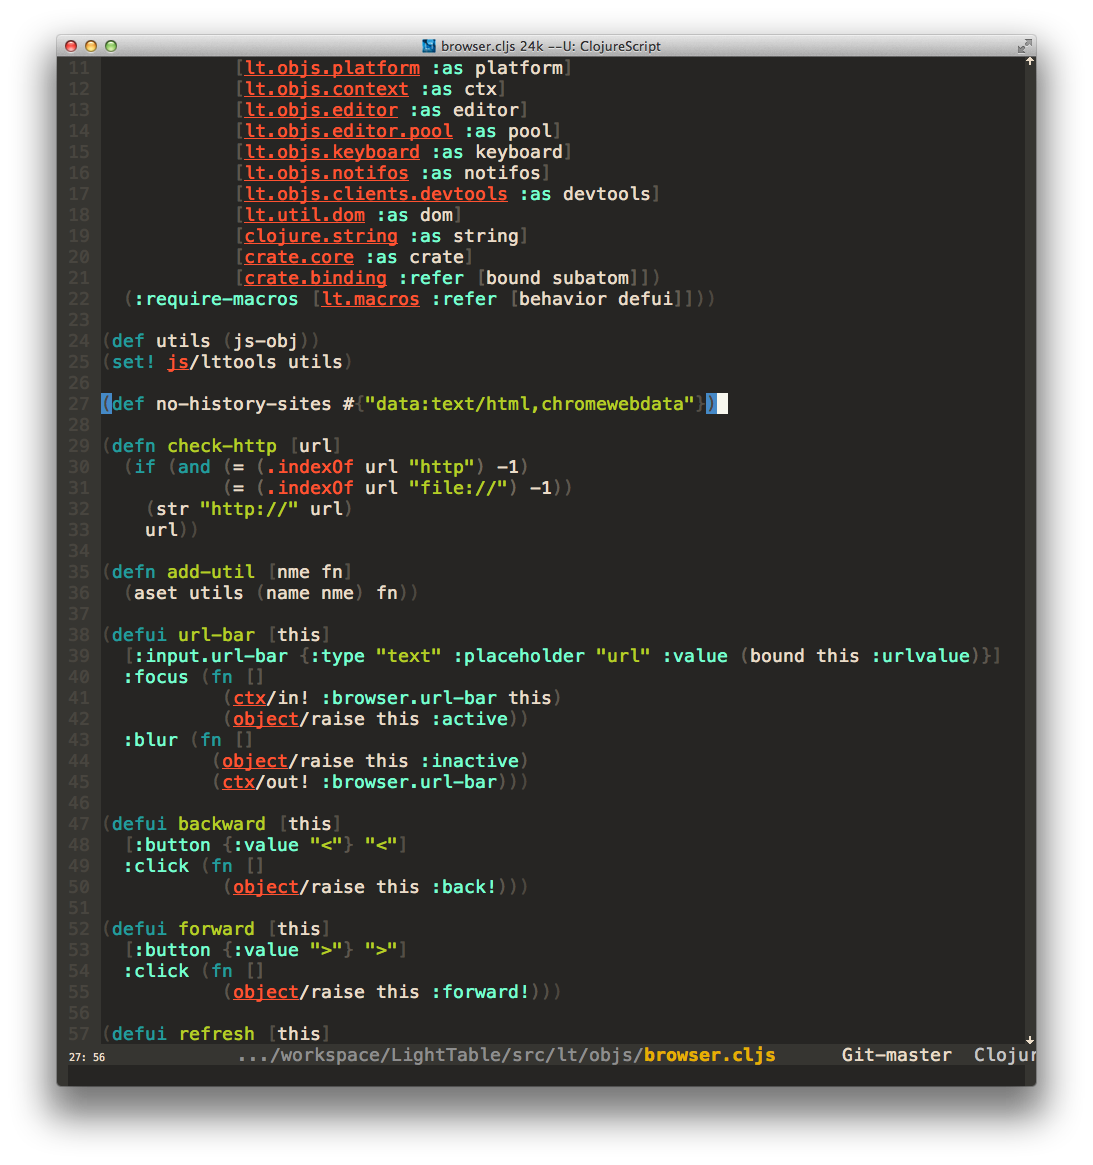 browser.cljs 24k --U: ClojureScript
11             [lt.objs.platform :as platform]
12             [lt.objs.context :as ctx]
13             [lt.objs.editor :as editor]
14             [lt.objs.editor.pool :as pool]
15             [lt.objs.keyboard :as keyboard]
16             [lt.objs.notifos :as notifos]
17             [lt.objs.clients.devtools :as devtools]
18             [lt.util.dom :as dom]
19             [clojure.string :as string]
20             [crate.core :as crate]
21             [crate.binding :refer [bound subatom]])
22   (:require-macros [lt.macros :refer [behavior defui]]))
23
24 (def utils (js-obj))
25 (set! js/lttools utils)
26
27 (def no-history-sites #{"data:text/html,chromewebdata"})
28
29 (defn check-http [url]
30   (if (and (= (.indexOf url "http") -1)
31            (= (.indexOf url "file://") -1))
32     (str "http://" url)
33     url))
34
35 (defn add-util [nme fn]
36   (aset utils (name nme) fn))
37
38 (defui url-bar [this]
39   [:input.url-bar {:type "text" :placeholder "url" :value (bound this :urlvalue)}]
40   :focus (fn []
41            (ctx/in! :browser.url-bar this)
42            (object/raise this :active))
43   :blur (fn []
44           (object/raise this :inactive)
45           (ctx/out! :browser.url-bar)))
46
47 (defui backward [this]
48   [:button {:value "<"} "<"]
49   :click (fn []
50            (object/raise this :back!)))
51
52 (defui forward [this]
53   [:button {:value ">"} ">"]
54   :click (fn []
55            (object/raise this :forward!)))
56
57 (defui refresh [this]
27: 56 .../workspace/LightTable/src/lt/objs/browser.cljs Git-master Clojur